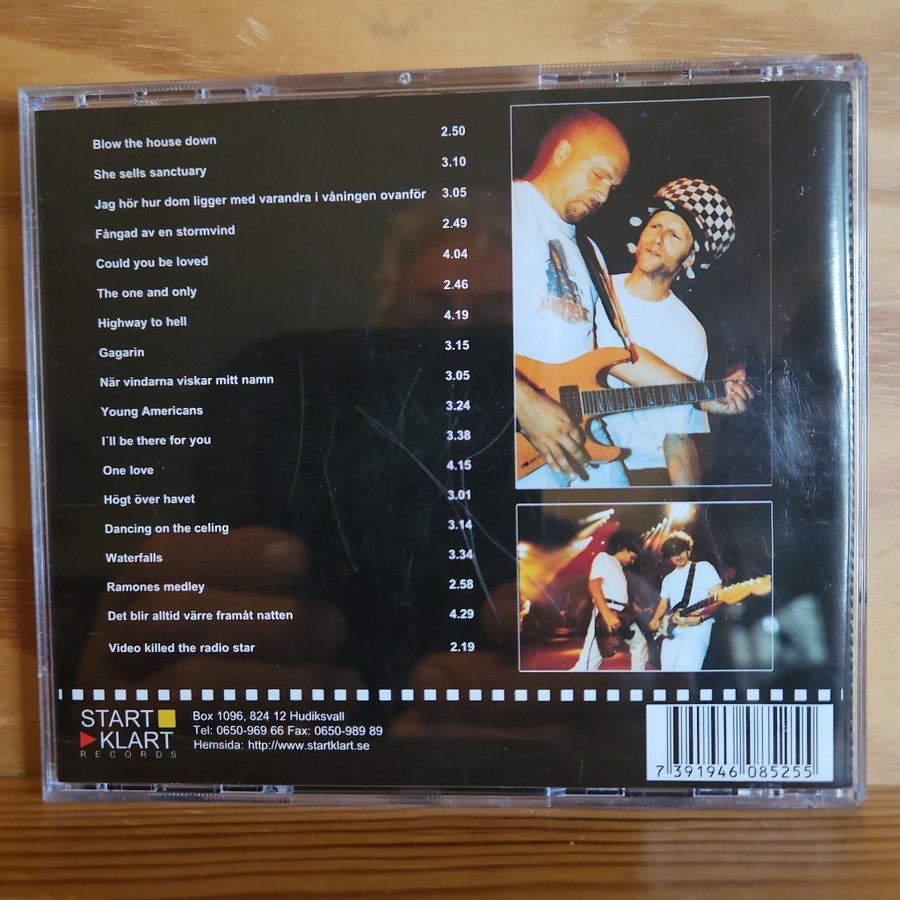 Blow the house down 2.50
She sells sanctuary 3.10
Jag hör hur dom ligger med varandra i våningen ovanför 3.05
Fångad av en stormvind 2.49
Could you be loved 4.04
The one and only 2.46
Highway to hell 4.19
Gagarin 3.15
När vindarna viskar mitt namn 3.05
Young Americans 3.24
I´ll be there for you 3.38
One love 4.15
Högt över havet 3.01
Dancing on the celing 3.14
Waterfalls 3.34
Ramones medley 2.58
Det blir alltid värre framåt natten 4.29
Video killed the radio star 2.19
START
KLART
RECORDS
Box 1096, 824 12 Hudiksvall
Tel: 0650-969 66 Fax: 0650-989 89
Hemsida: http://www.startklart.se
7 391946 085255